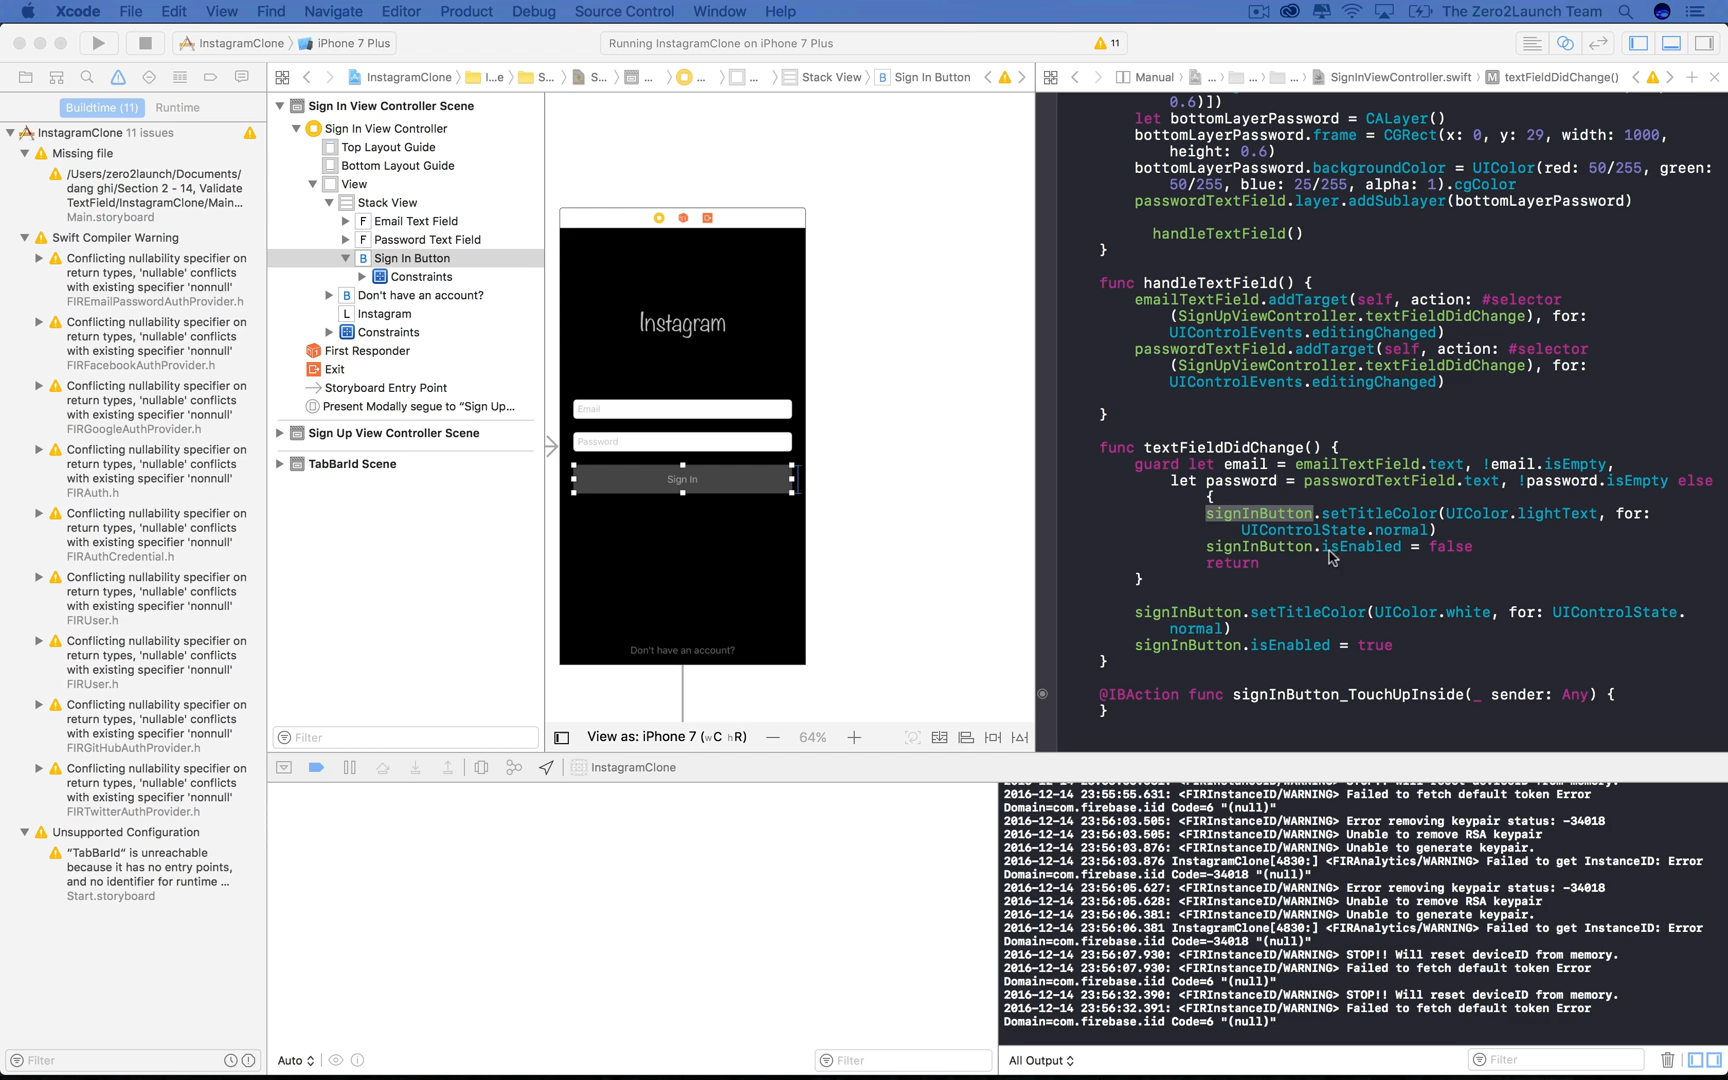 Xcode File Edit View Find Navigate Editor Product Debug Source Control Window Help The Zero2Launch Team
InstagramClone iPhone 7 Plus Running InstagramClone on iPhone 7 Plus 11
InstagramClone I...e S... S... ... ... ... Stack View B Sign In Button
Manual ... ... ... SignInViewController.swift M textFieldDidChange()
Buildtime (11) Runtime
InstagramClone 11 issues
Missing file
/Users/zero2launch/Documents/
dang ghi/Section 2 - 14, Validate
TextField/InstagramClone/Main...
Main.storyboard
Swift Compiler Warning
Conflicting nullability specifier on
return types, 'nullable' conflicts
with existing specifier 'nonnull'
FIREmailPasswordAuthProvider.h
Conflicting nullability specifier on
return types, 'nullable' conflicts
with existing specifier 'nonnull'
FIRFacebookAuthProvider.h
Conflicting nullability specifier on
return types, 'nullable' conflicts
with existing specifier 'nonnull'
FIRGoogleAuthProvider.h
Conflicting nullability specifier on
return types, 'nullable' conflicts
with existing specifier 'nonnull'
FIRAuth.h
Conflicting nullability specifier on
return types, 'nullable' conflicts
with existing specifier 'nonnull'
FIRAuthCredential.h
Conflicting nullability specifier on
return types, 'nullable' conflicts
with existing specifier 'nonnull'
FIRUser.h
Conflicting nullability specifier on
return types, 'nullable' conflicts
with existing specifier 'nonnull'
FIRUser.h
Conflicting nullability specifier on
return types, 'nullable' conflicts
with existing specifier 'nonnull'
FIRGitHubAuthProvider.h
Conflicting nullability specifier on
return types, 'nullable' conflicts
with existing specifier 'nonnull'
FIRTwitterAuthProvider.h
Unsupported Configuration
"TabBarId" is unreachable
because it has no entry points,
and no identifier for runtime ...
Start.storyboard
Filter
Sign In View Controller Scene
Sign In View Controller
Top Layout Guide
Bottom Layout Guide
View
Stack View
F Email Text Field
F Password Text Field
B Sign In Button
Constraints
B Don't have an account?
L Instagram
Constraints
First Responder
Exit
Storyboard Entry Point
Present Modally segue to "Sign Up...
Sign Up View Controller Scene
TabBarId Scene
Filter
Instagram
Email
Password
Sign In
Don't have an account?
View as: iPhone 7 (wC hR) 64%
0.6)])
let bottomLayerPassword = CALayer()
bottomLayerPassword.frame = CGRect(x: 0, y: 29, width: 1000,
height: 0.6)
bottomLayerPassword.backgroundColor = UIColor(red: 50/255, green:
50/255, blue: 25/255, alpha: 1).cgColor
passwordTextField.layer.addSublayer(bottomLayerPassword)
handleTextField()
}
func handleTextField() {
emailTextField.addTarget(self, action: #selector
(SignUpViewController.textFieldDidChange), for:
UIControlEvents.editingChanged)
passwordTextField.addTarget(self, action: #selector
(SignUpViewController.textFieldDidChange), for:
UIControlEvents.editingChanged)
}
func textFieldDidChange() {
guard let email = emailTextField.text, !email.isEmpty,
let password = passwordTextField.text, !password.isEmpty else
{
signInButton.setTitleColor(UIColor.lightText, for:
UIControlState.normal)
signInButton.isEnabled = false
return
}
signInButton.setTitleColor(UIColor.white, for: UIControlState.
normal)
signInButton.isEnabled = true
}
@IBAction func signInButton_TouchUpInside(_ sender: Any) {
}
InstagramClone
2016-12-14 23:55:55.631: <FIRInstanceID/WARNING> Failed to fetch default token Error
Domain=com.firebase.iid Code=6 "(null)"
2016-12-14 23:56:03.505: <FIRInstanceID/WARNING> Error removing keypair status: -34018
2016-12-14 23:56:03.505: <FIRInstanceID/WARNING> Unable to remove RSA keypair
2016-12-14 23:56:03.876: <FIRInstanceID/WARNING> Unable to generate keypair.
2016-12-14 23:56:03.876 InstagramClone[4830:] <FIRAnalytics/WARNING> Failed to get InstanceID: Error
Domain=com.firebase.iid Code=-34018 "(null)"
2016-12-14 23:56:05.627: <FIRInstanceID/WARNING> Error removing keypair status: -34018
2016-12-14 23:56:05.628: <FIRInstanceID/WARNING> Unable to remove RSA keypair
2016-12-14 23:56:06.381: <FIRInstanceID/WARNING> Unable to generate keypair.
2016-12-14 23:56:06.381 InstagramClone[4830:] <FIRAnalytics/WARNING> Failed to get InstanceID: Error
Domain=com.firebase.iid Code=-34018 "(null)"
2016-12-14 23:56:07.930: <FIRInstanceID/WARNING> STOP!! Will reset deviceID from memory.
2016-12-14 23:56:07.930: <FIRInstanceID/WARNING> Failed to fetch default token Error
Domain=com.firebase.iid Code=6 "(null)"
2016-12-14 23:56:32.390: <FIRInstanceID/WARNING> STOP!! Will reset deviceID from memory.
2016-12-14 23:56:32.391: <FIRInstanceID/WARNING> Failed to fetch default token Error
Domain=com.firebase.iid Code=6 "(null)"
Auto Filter All Output Filter